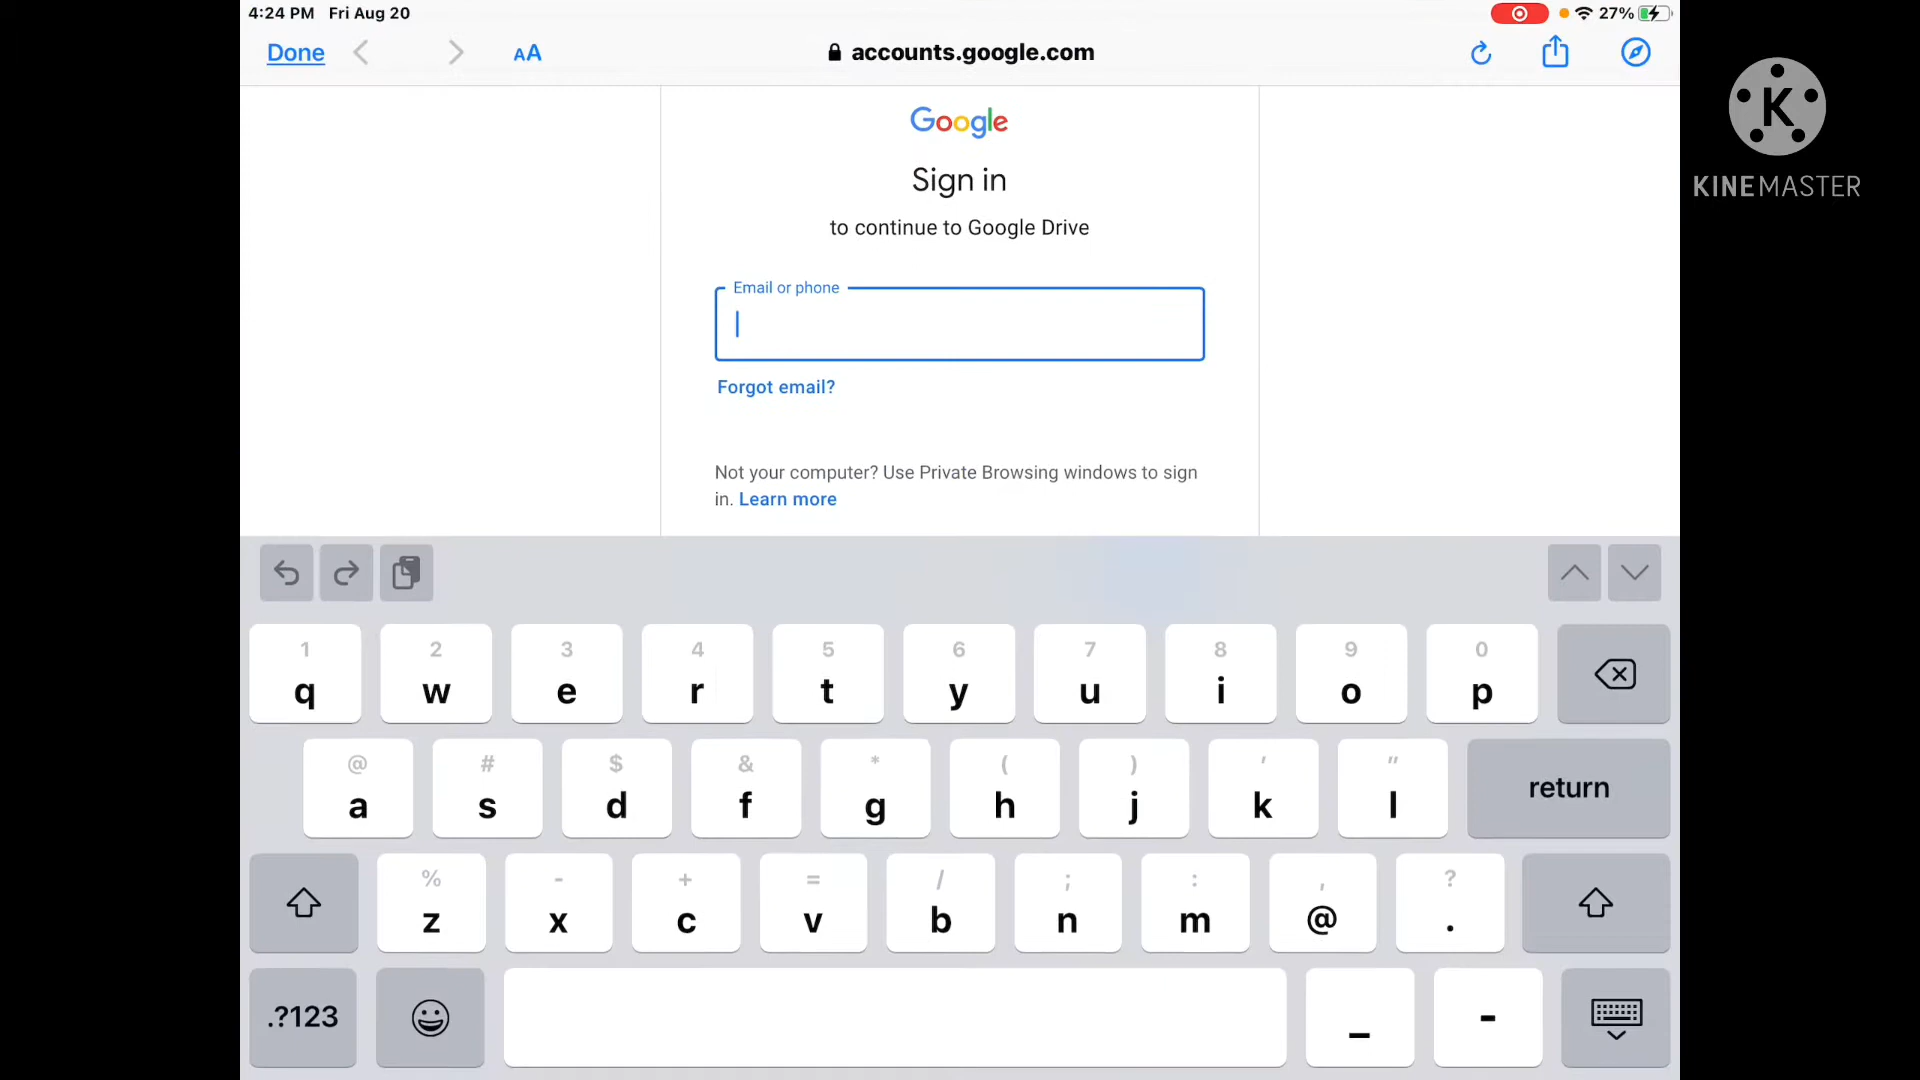 4:24 PM Fri Aug 20
27%
Done
AA
accounts.google.com
K
KINEMASTER
Google
Sign in
to continue to Google Drive
Email or phone
Forgot email?
Not your computer? Use Private Browsing windows to sign
in. Learn more
1 2 3 4 5 6 7 8 9 0
q w e r t y u i o p
@ # $ & * ( ) ' "
a s d f g h j k l return
% - + = / ; : , ?
z x c v b n m @ .
.?123 _ -